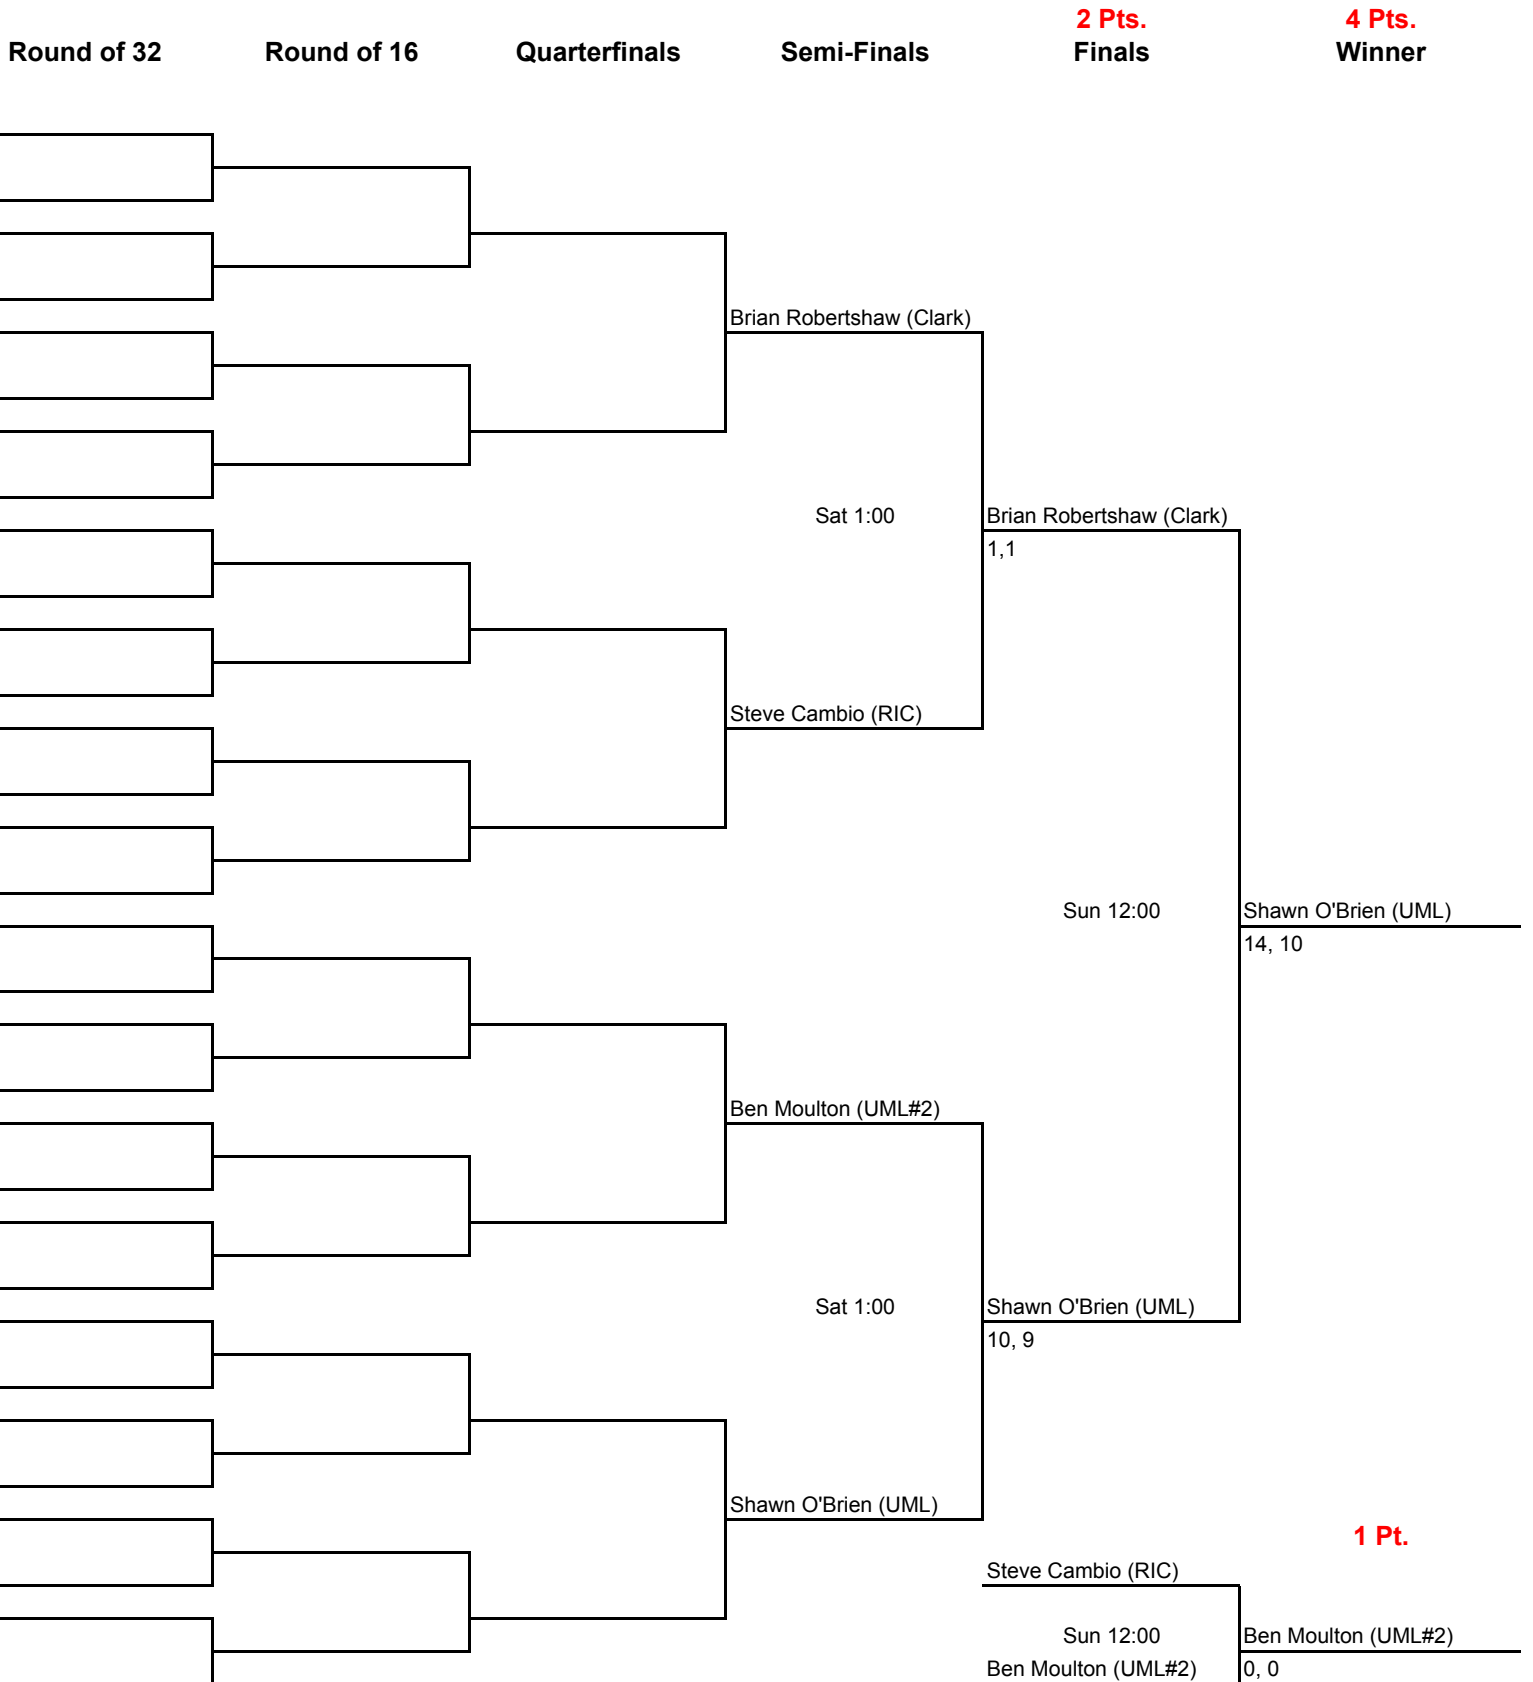 2 Pts. 4 Pts.
Round of 32 Round of 16 Quarterfinals Semi-Finals Finals Winner
Brian Robertshaw (Clark)
Sat 1:00 Brian Robertshaw (Clark)
1,1
Steve Cambio (RIC)
Sun 12:00 Shawn O'Brien (UML)
14, 10
Ben Moulton (UML#2)
Sat 1:00 Shawn O'Brien (UML)
10, 9
Shawn O'Brien (UML)
1 Pt.
Steve Cambio (RIC)
Sun 12:00 Ben Moulton (UML#2)
Ben Moulton (UML#2) 0, 0